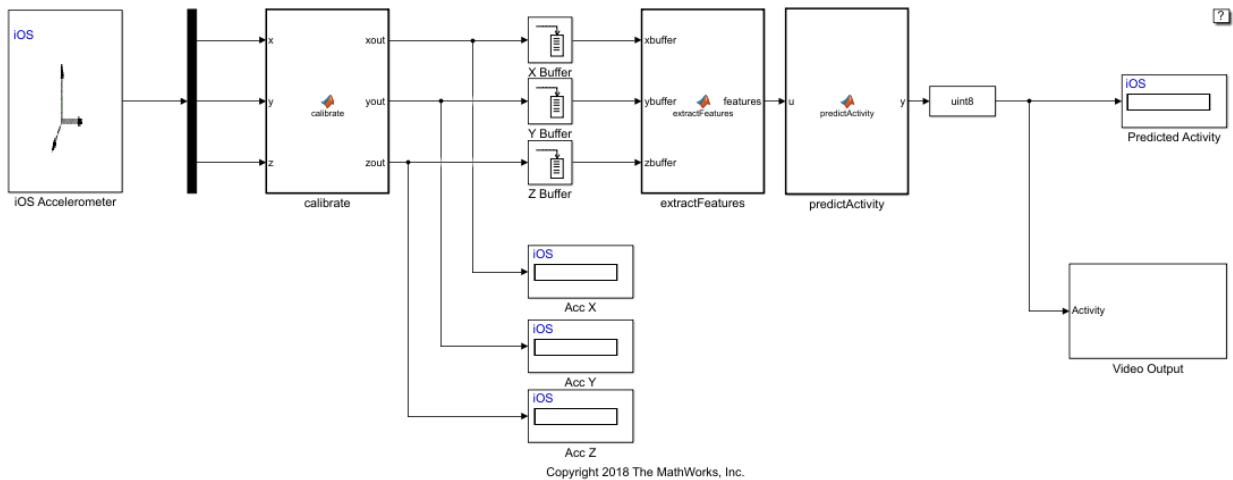 iOS
iOS Accelerometer
x
y
z
xout
yout
zout
calibrate
calibrate
X Buffer
Y Buffer
Z Buffer
xbuffer
ybuffer
zbuffer
features
extractFeatures
extractFeatures
u
y
predictActivity
predictActivity
uint8
?
iOS
Predicted Activity
Activity
Video Output
iOS
Acc X
iOS
Acc Y
iOS
Acc Z
Copyright 2018 The MathWorks, Inc.